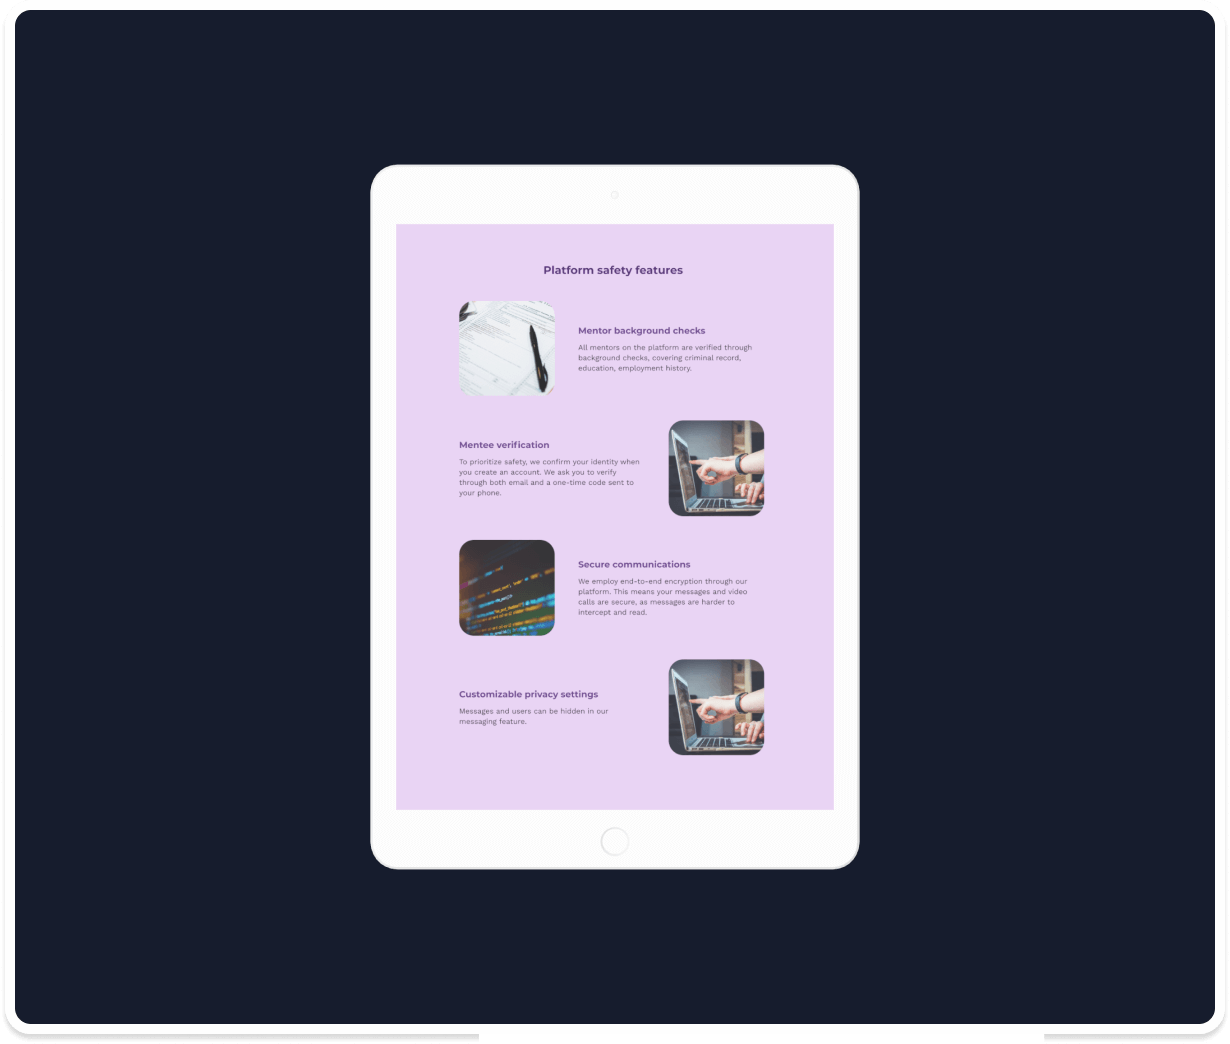 Platform safety features
Mentor background checks
All mentors on the platform are verified through
background checks, covering criminal record,
education, employment history.
Mentee verification
To prioritize safety, we confirm your identity when
you create an account. We ask you to verify
through both email and a one-time code sent to
your phone.
Secure communications
We employ end-to-end encryption through our
platform. This means your messages and video
calls are secure, as messages are harder to
intercept and read.
Customizable privacy settings
Messages and users can be hidden in our
messaging feature.